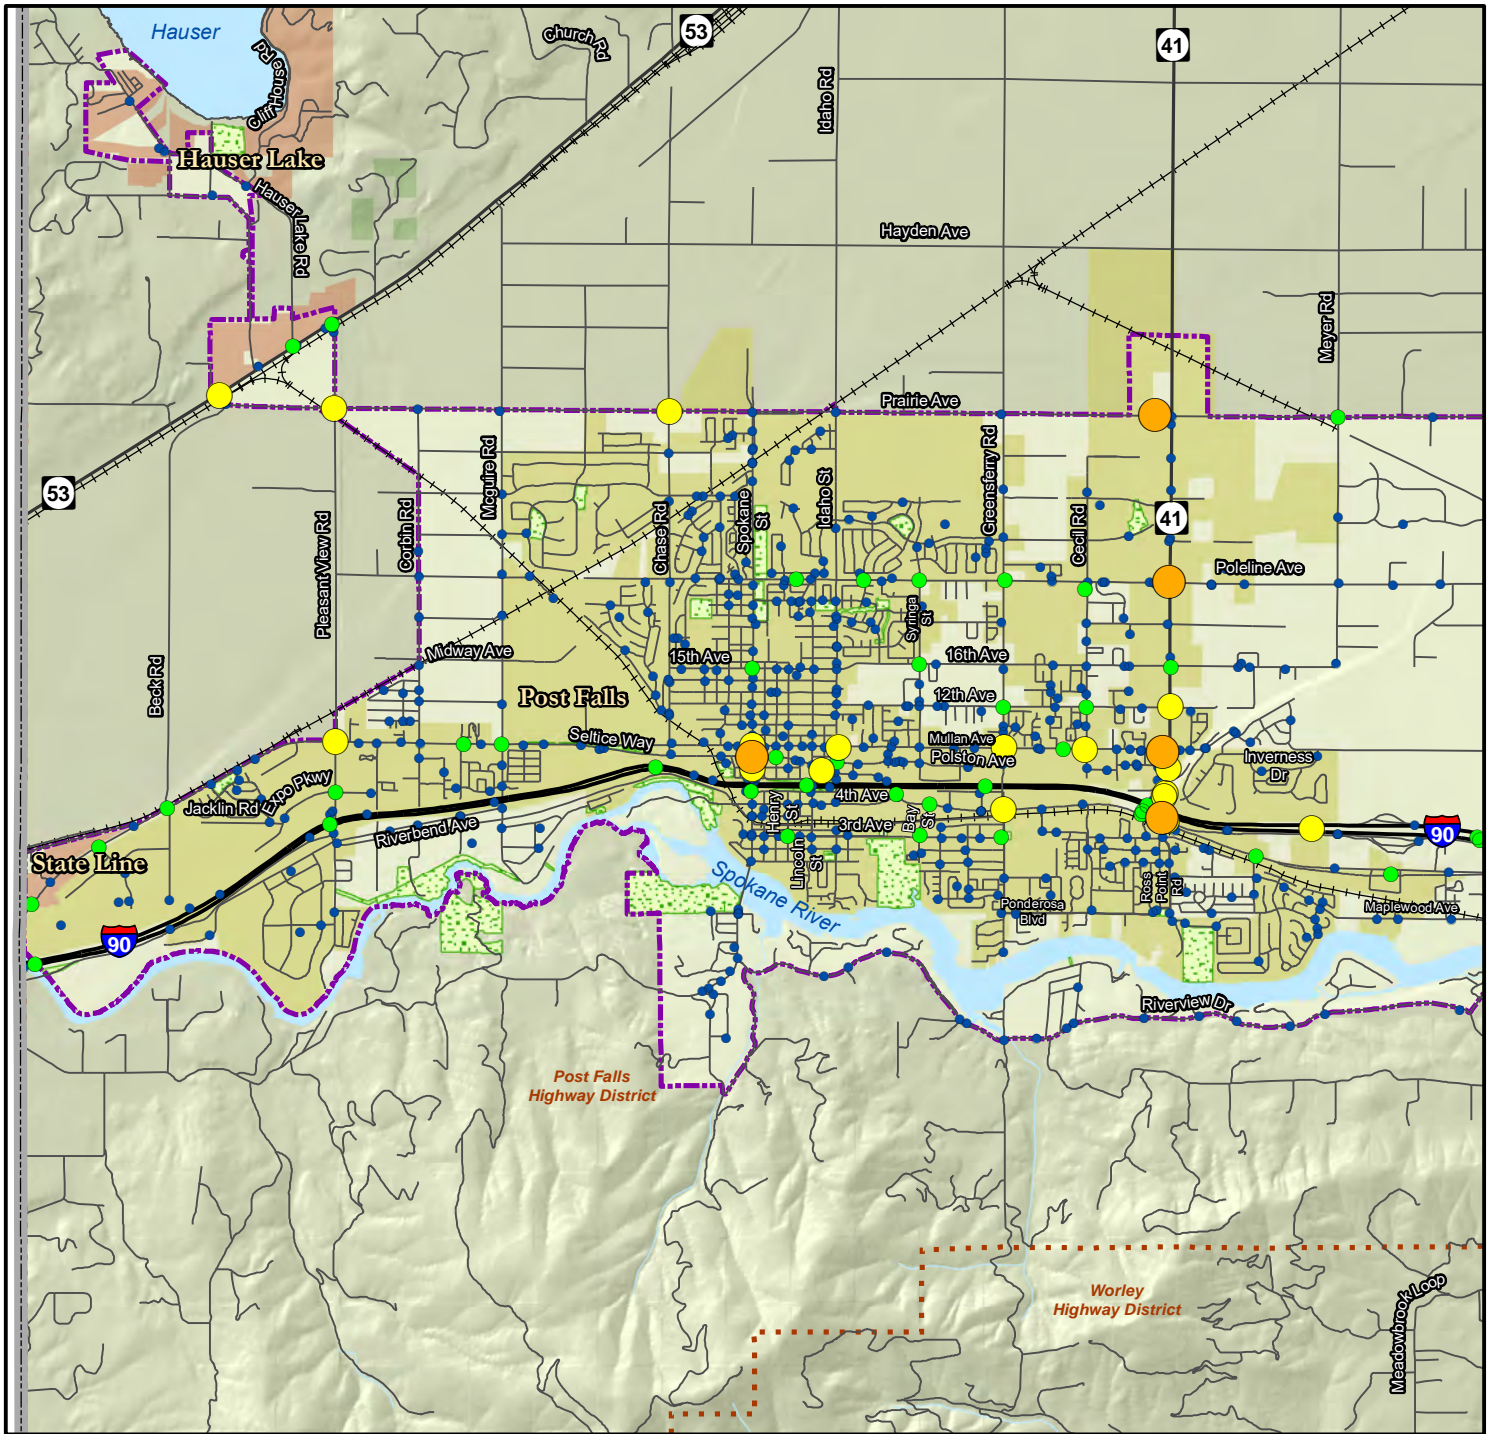 Hauser
Church Rd
53
41
Cliff House Rd
Idaho Rd
Hauser Lake
Hauser Lake Rd
Hayden Ave
Meyer Rd
Prairie Ave
53
Mcguire Rd
Greensferry Rd
Idaho St
Spokane
St
Chase Rd
41
Corbin Rd
Pleasant View Rd
Cecil Rd
Poleline Ave
Syringa
St
Midway Ave
15th Ave
16th Ave
Beck Rd
Post Falls
12th Ave
Seltice Way
Mullan Ave
Polston Ave
Inverness
Dr
Expo Pkwy
Jacklin Rd
4th Ave
Henry
St
Riverbend Ave
3rd Ave
Bay
St
90
State Line
Lincoln
St
Spokane River
Ross
Point
Rd
Ponderosa
Blvd
Maplewood Ave
90
Riverview Dr
Post Falls
Highway District
Worley
Highway District
Meadowbrook Loop